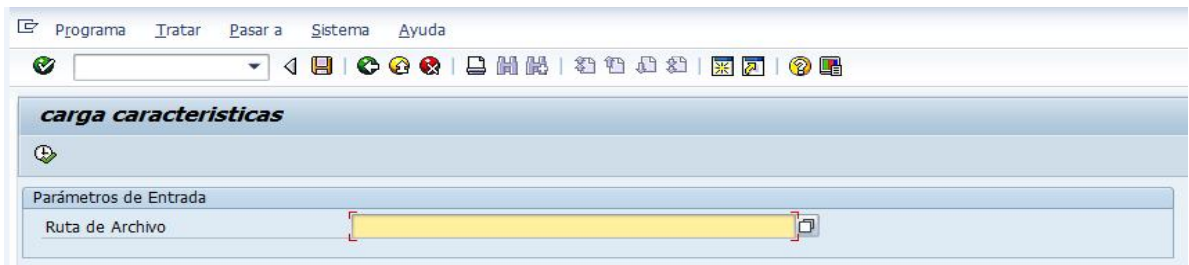 Programa Tratar Pasar a Sistema Ayuda
carga caracteristicas
Parámetros de Entrada
Ruta de Archivo